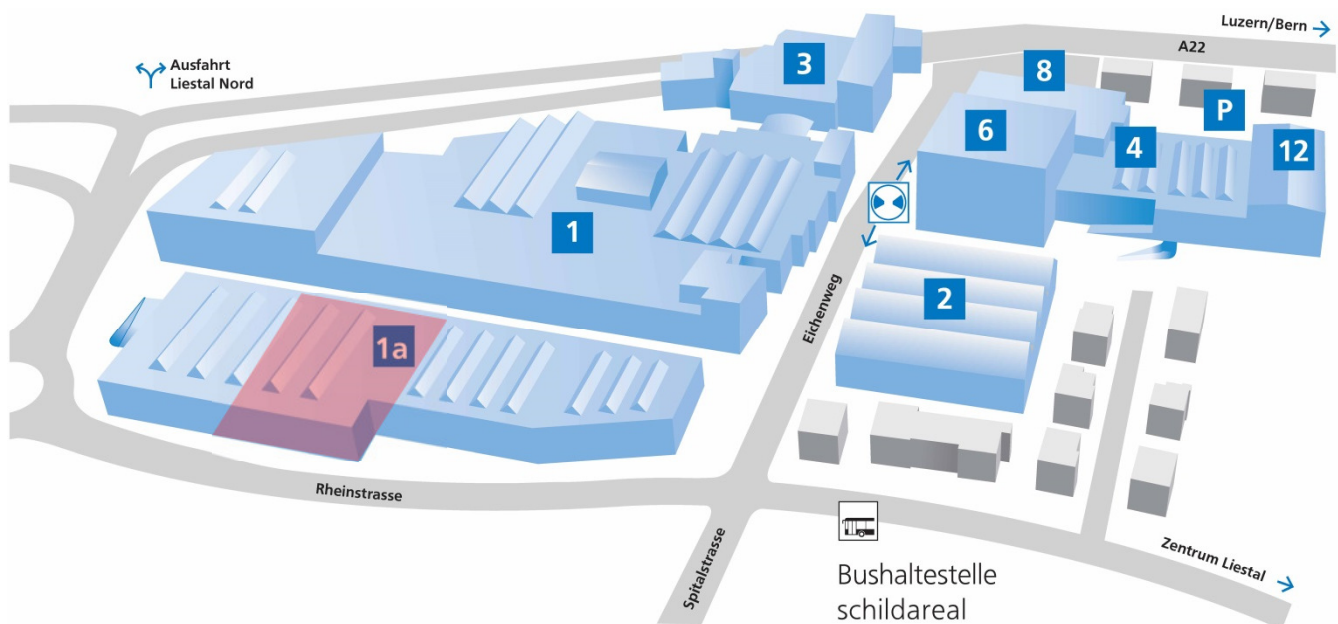 Luzern/Bern
A22
Ausfahrt
Liestal Nord
3
8
P
6
4
12
1
2
Eichenweg
1a
Rheinstrasse
Spitalstrasse
Zentrum Liestal
Bushaltestelle
schildareal